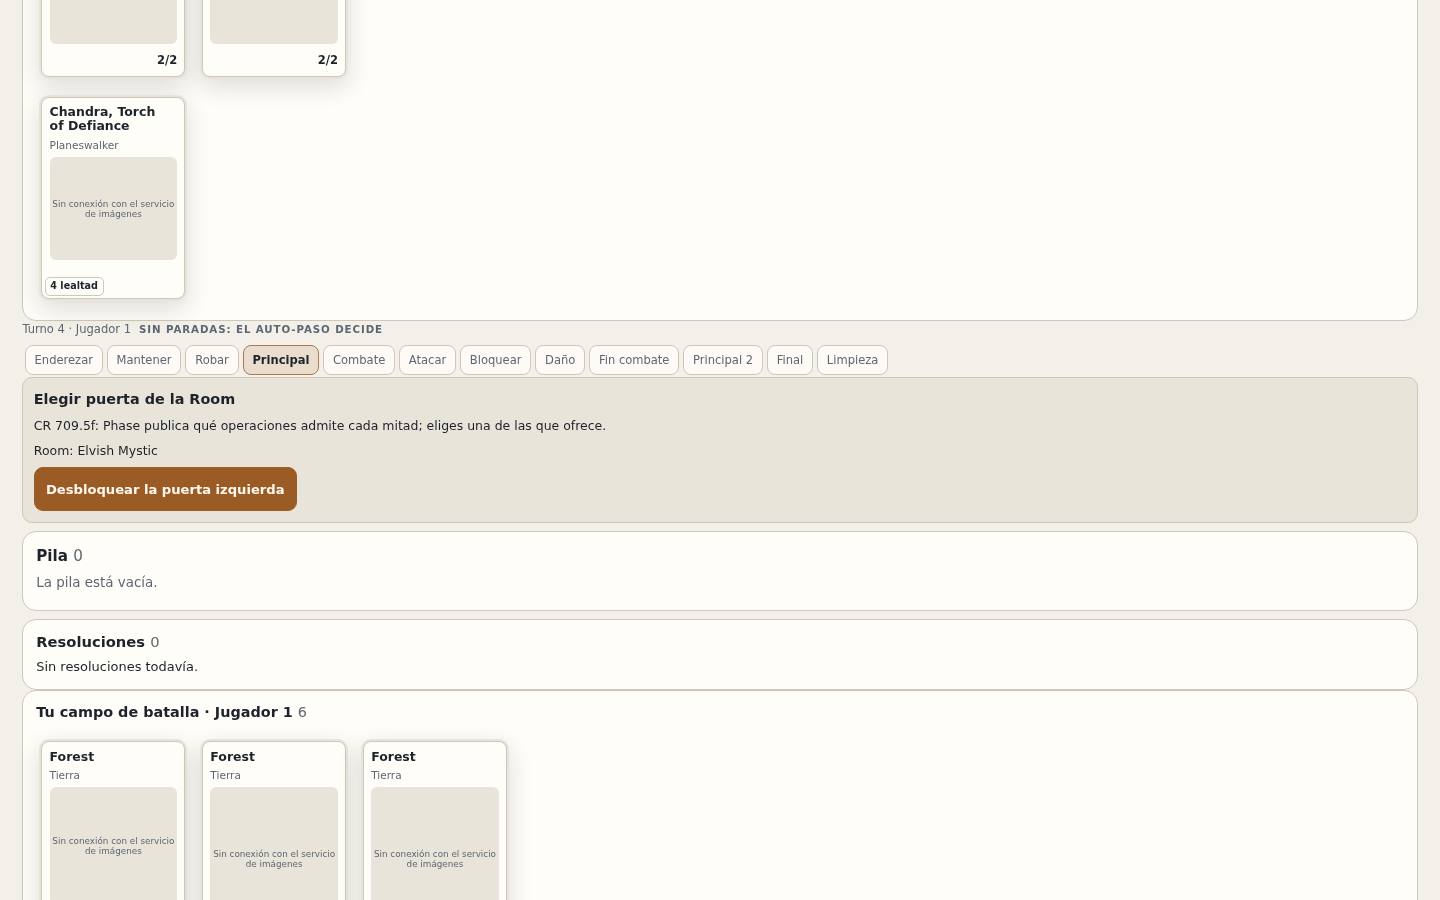 2/2
2/2
Chandra, Torch
of Defiance
Planeswalker
Sin conexión con el servicio
de imágenes
4 lealtad
Turno 4 · Jugador 1 SIN PARADAS: EL AUTO-PASO DECIDE
Enderezar Mantener Robar Principal Combate Atacar Bloquear Daño Fin combate Principal 2 Final Limpieza
Elegir puerta de la Room
CR 709.5f: Phase publica qué operaciones admite cada mitad; eliges una de las que ofrece.
Room: Elvish Mystic
Desbloquear la puerta izquierda
Pila 0
La pila está vacía.
Resoluciones 0
Sin resoluciones todavía.
Tu campo de batalla · Jugador 1 6
Forest
Tierra
Sin conexión con el servicio
de imágenes
Forest
Tierra
Sin conexión con el servicio
de imágenes
Forest
Tierra
Sin conexión con el servicio
de imágenes